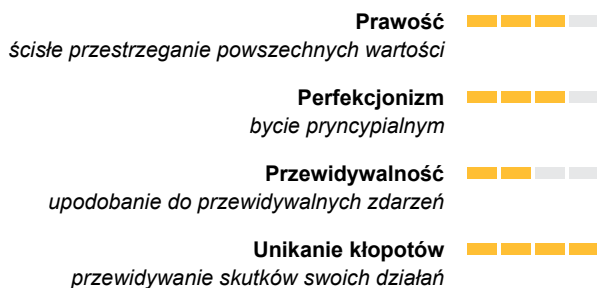 Prawość
ścisłe przestrzeganie powszechnych wartości
Perfekcjonizm
bycie pryncypialnym
Przewidywalność
upodobanie do przewidywalnych zdarzeń
Unikanie kłopotów
przewidywanie skutków swoich działań